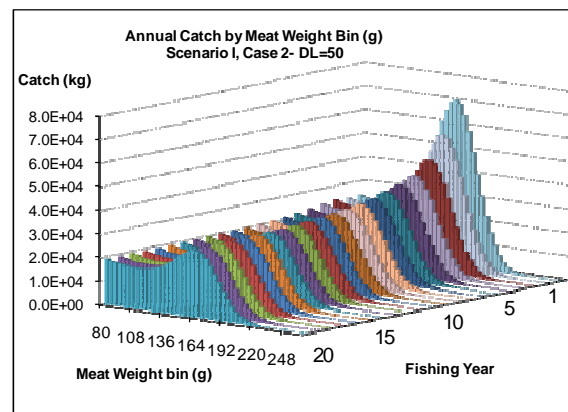 Annual Catch by Meat Weight Bin (g)
Scenario I, Case 2- DL=50
Catch (kg)
8.0E+04
7.0E+04
6.0E+04
5.0E+04
4.0E+04
3.0E+04
2.0E+04
1.0E+04
0.0E+00
80 108 136 164 192 220 248
20 15 10 5 1
Meat Weight bin (g)
Fishing Year